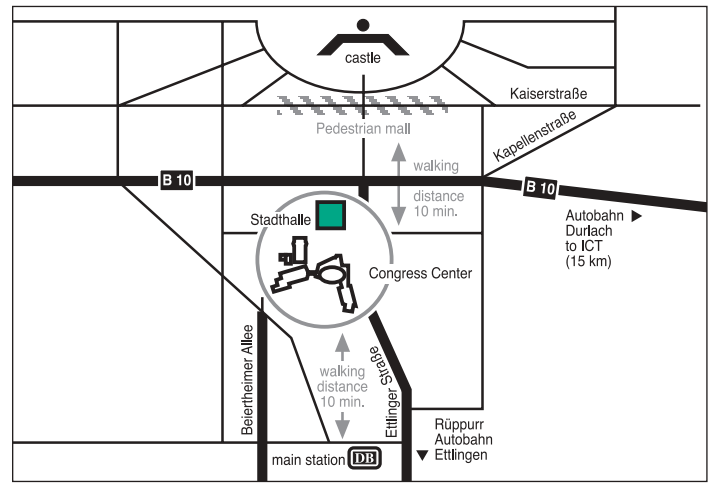 castle
Kaiserstraße
Pedestrian mall
Kapellenstraße
walking
distance
10 min.
B 10
B 10
Stadthalle
Autobahn
Durlach
to ICT
(15 km)
Congress Center
Beiertheimer Allee
walking
distance
10 min.
Ettlinger Straße
Rüppurr
Autobahn
Ettlingen
main station DB